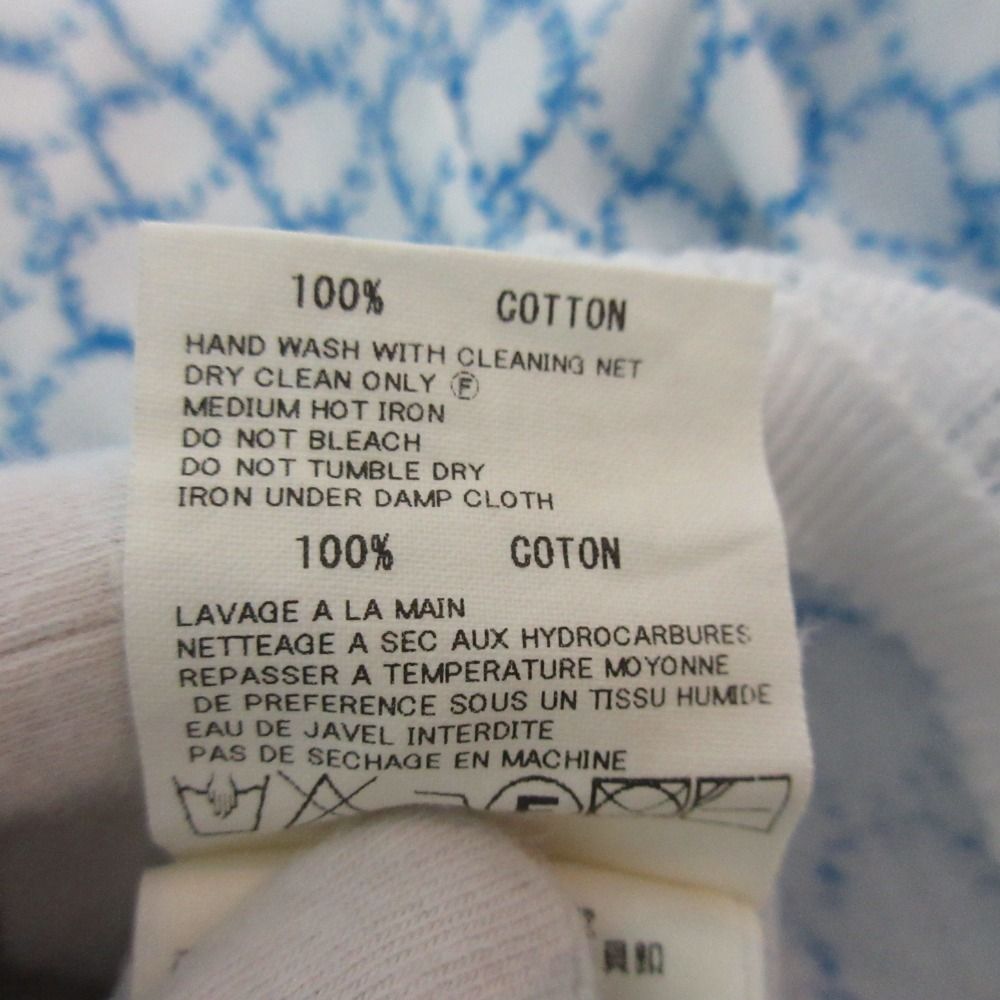 100% COTTON
HAND WASH WITH CLEANING NET
DRY CLEAN ONLY Ⓕ
MEDIUM HOT IRON
DO NOT BLEACH
DO NOT TUMBLE DRY
IRON UNDER DAMP CLOTH
100% COTON
LAVAGE A LA MAIN
NETTEAGE A SEC AUX HYDROCARBURES
REPASSER A TEMPERATURE MOYONNE
DE PREFERENCE SOUS UN TISSU HUMIDE
EAU DE JAVEL INTERDITE
PAS DE SECHAGE EN MACHINE
F
貝釦